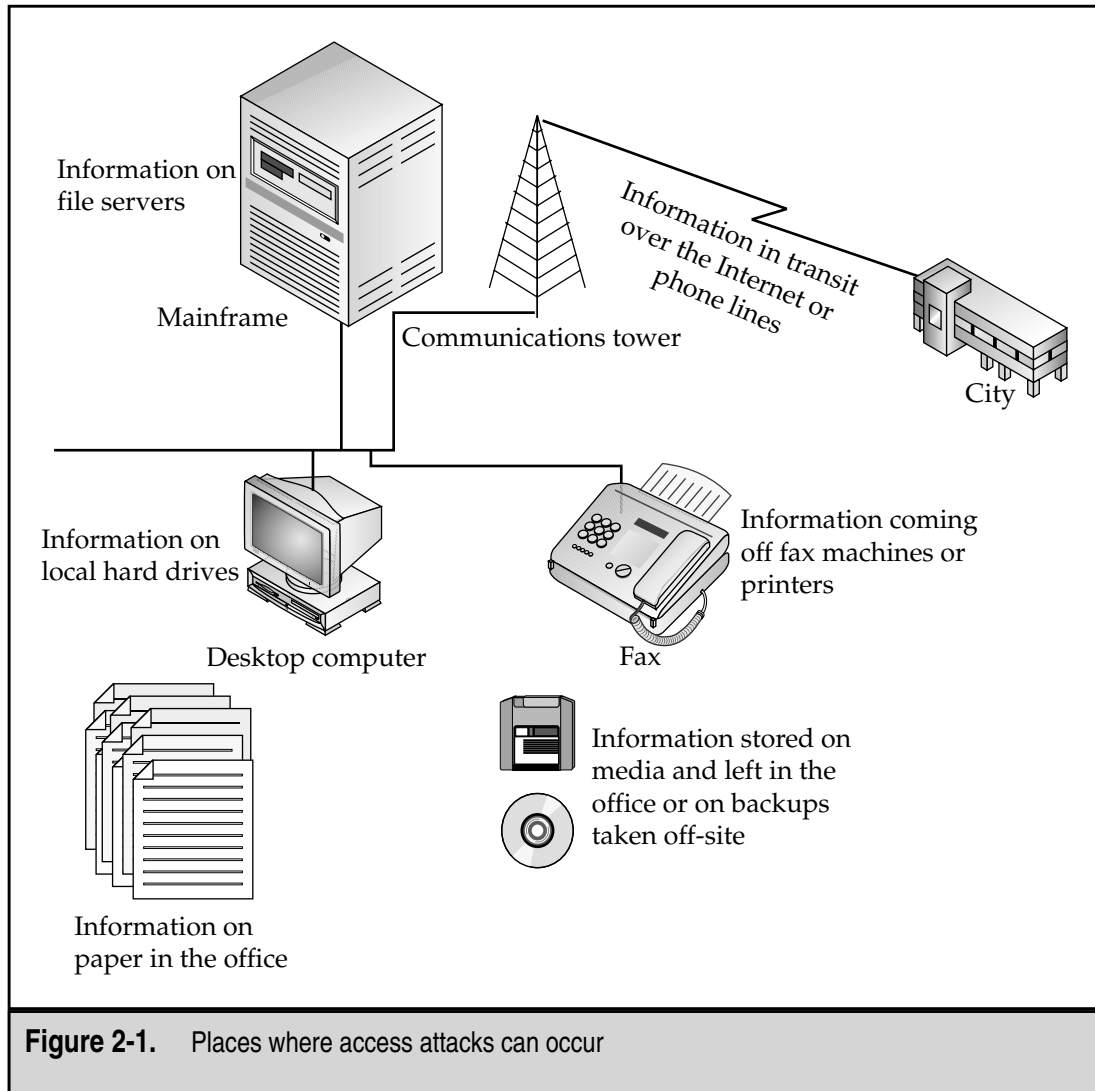 Information on
file servers
Mainframe
Communications tower
Information in transit
over the Internet or
phone lines
City
Information on
local hard drives
Desktop computer
Information coming
off fax machines or
printers
Fax
Information on
paper in the office
Information stored on
media and left in the
office or on backups
taken off-site
Figure 2-1. Places where access attacks can occur